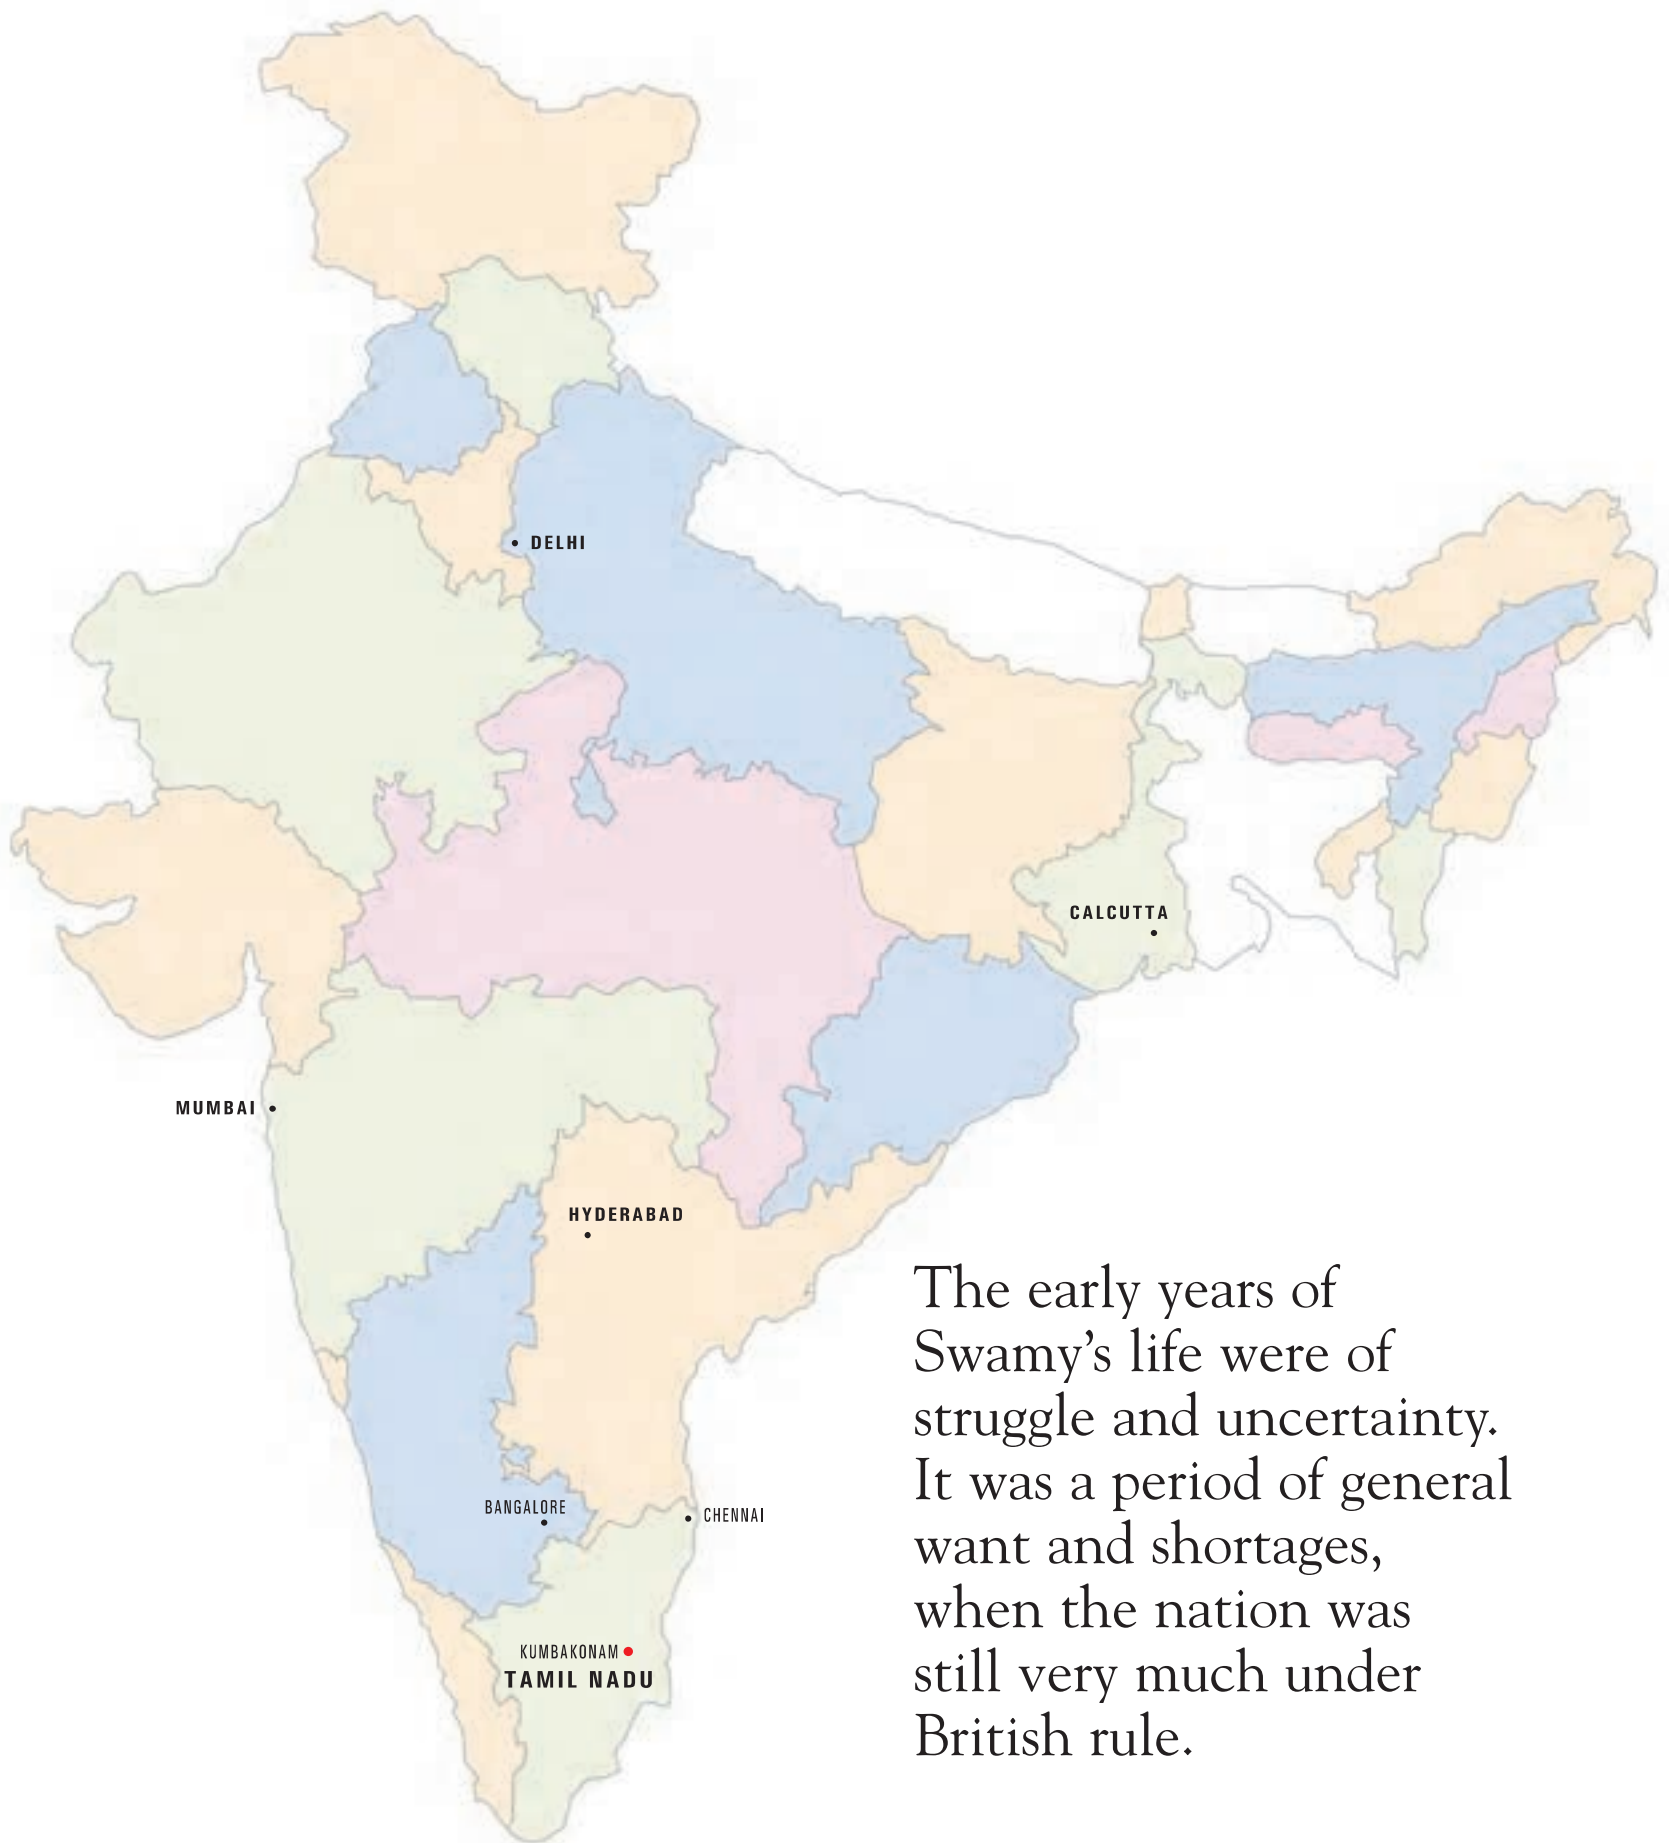 DELHI
CALCUTTA
MUMBAI
HYDERABAD
The early years of
Swamy’s life were of
struggle and uncertainty.
It was a period of general
want and shortages,
when the nation was
still very much under
British rule.
BANGALORE
CHENNAI
KUMBAKONAM
TAMIL NADU